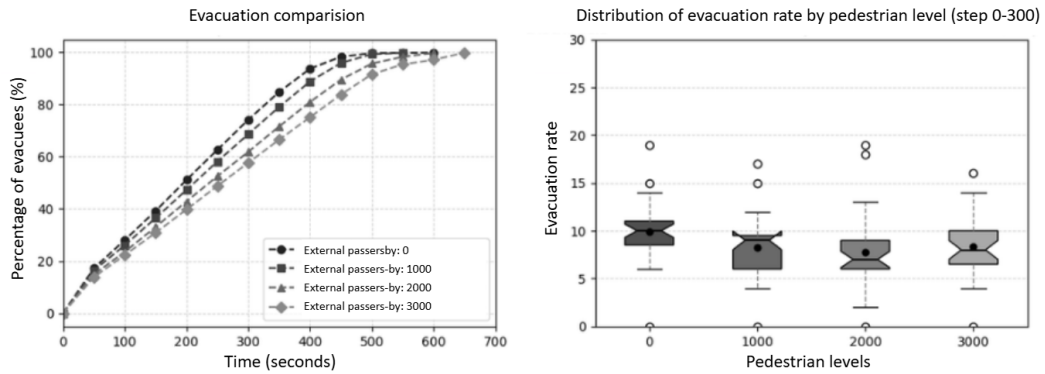 Evacuation comparision
Percentage of evacuees (%)
100
80
60
40
20
0
External passersby: 0
External passers-by: 1000
External passers-by: 2000
External passers-by: 3000
0 100 200 300 400 500 600 700
Time (seconds)
Distribution of evacuation rate by pedestrian level (step 0-300)
Evacuation rate
30
25
20
15
10
5
0
0 1000 2000 3000
Pedestrian levels